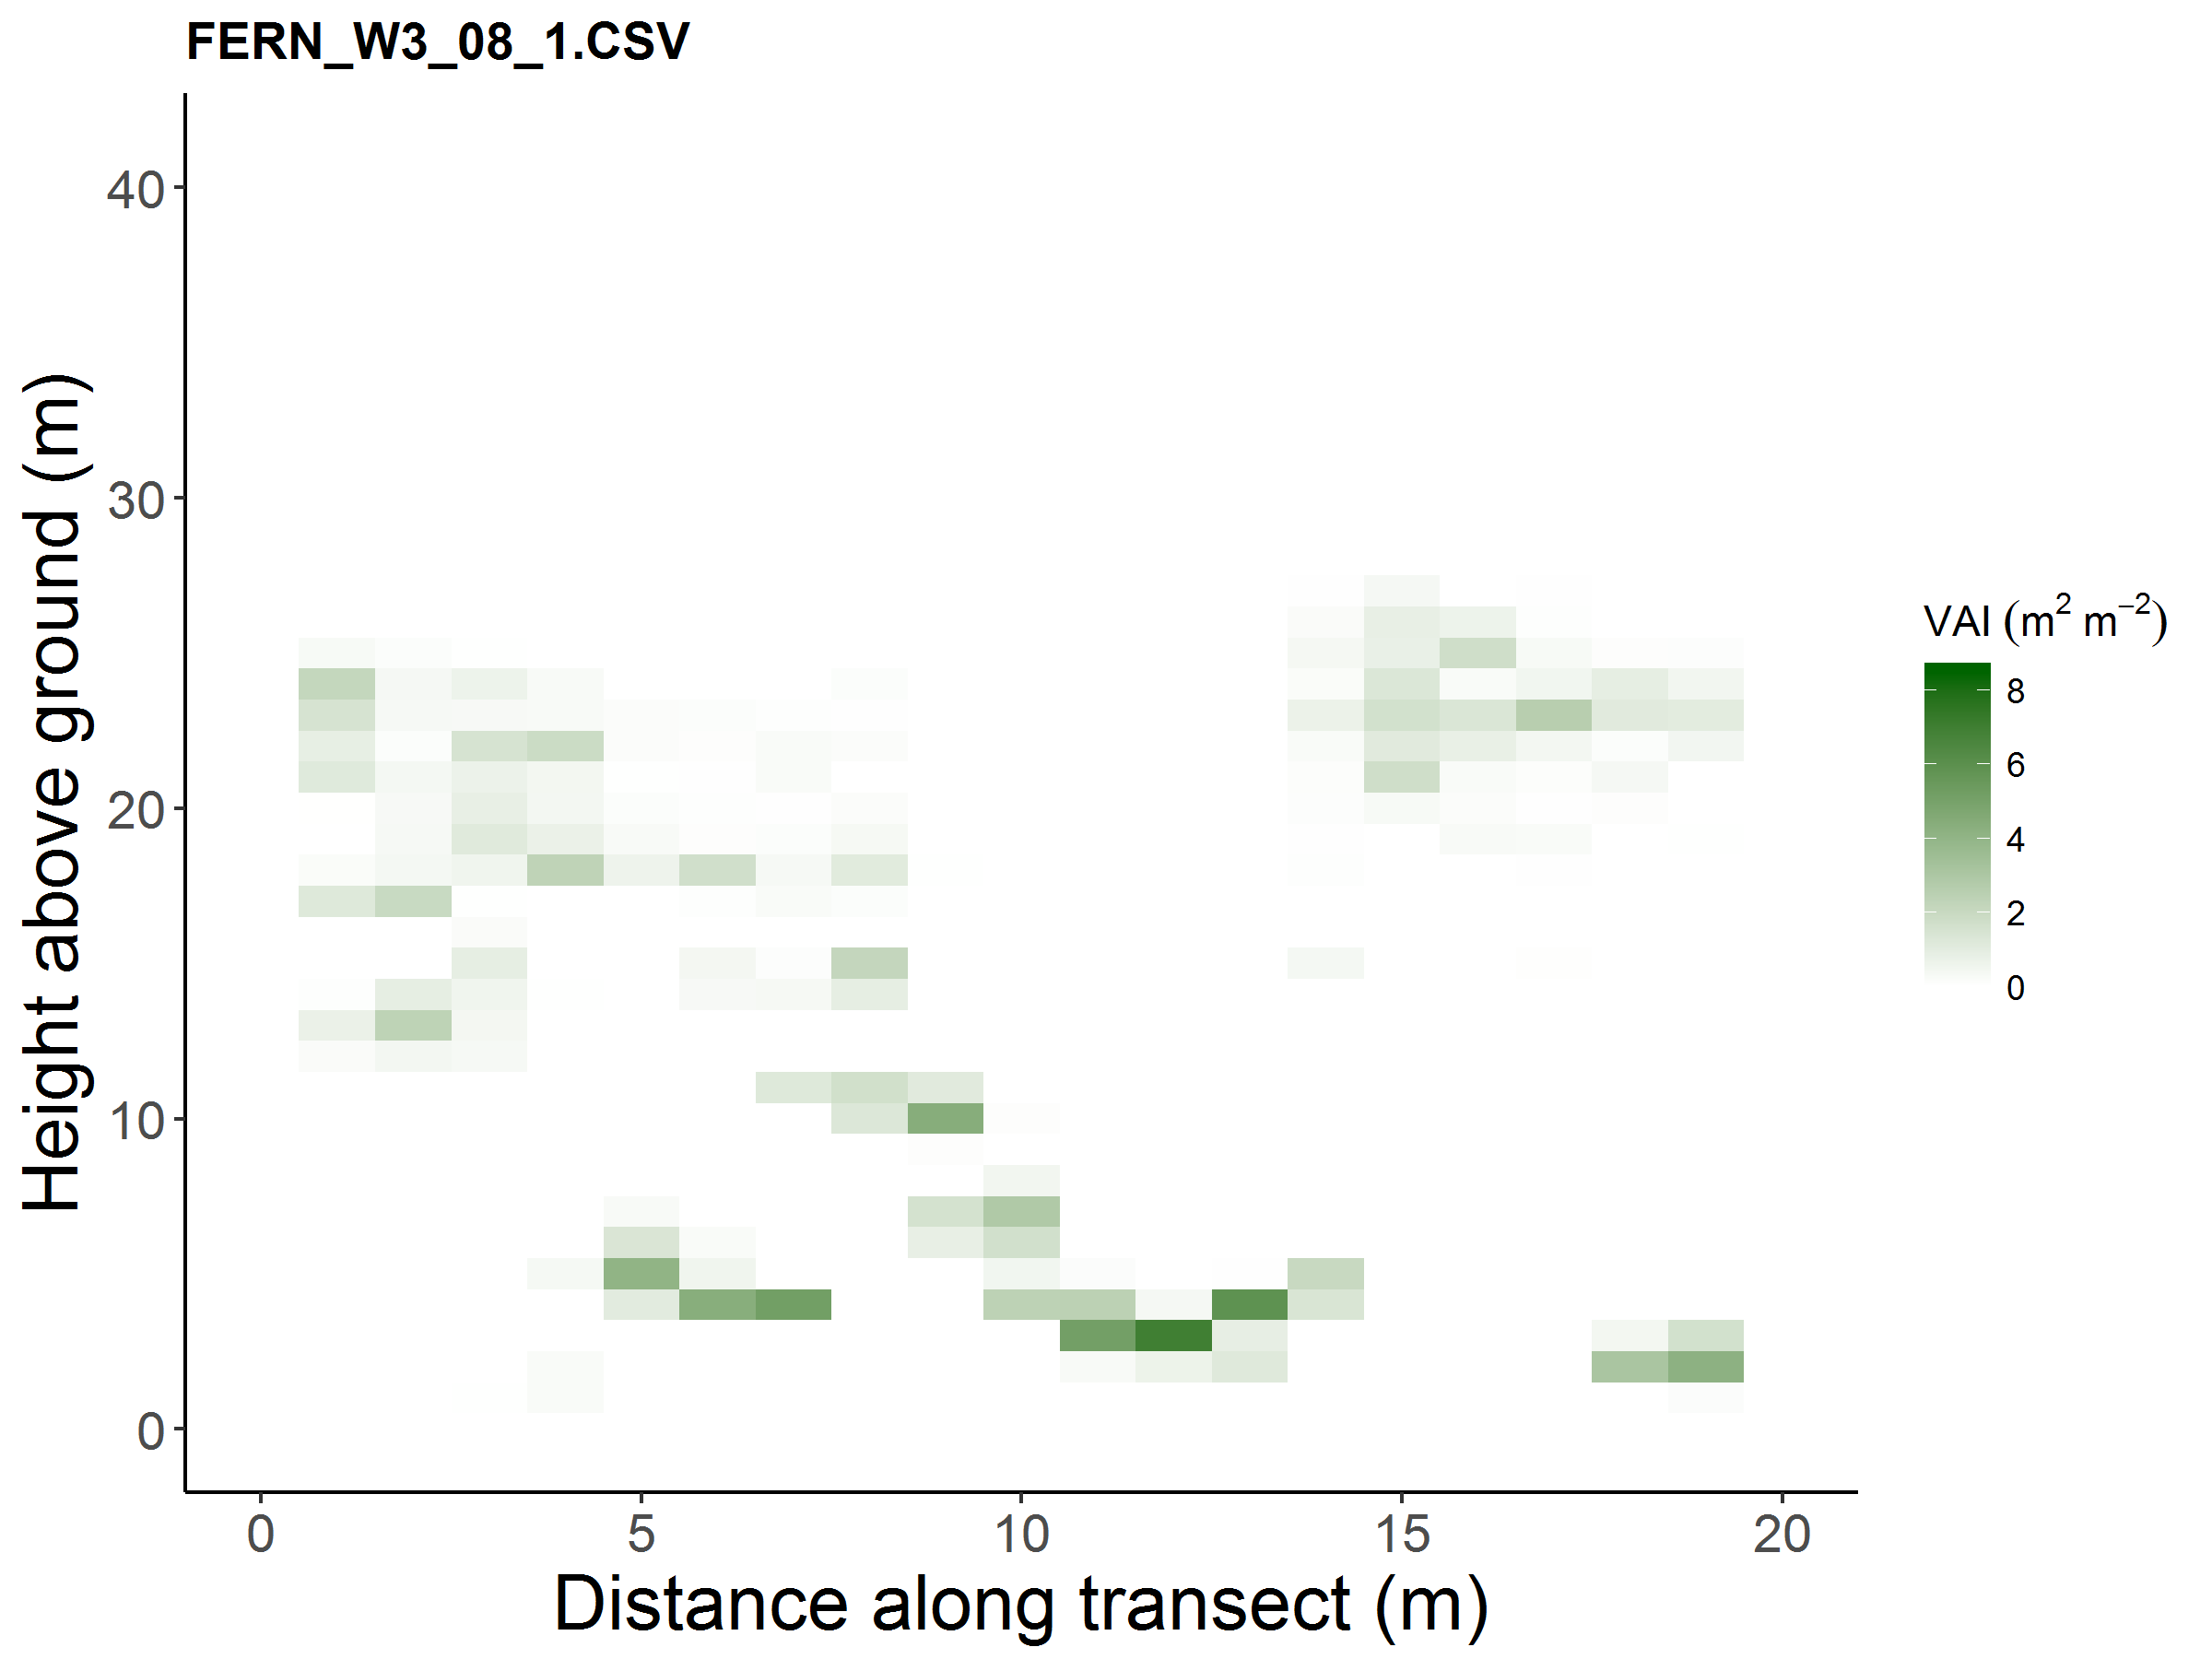 FERN_W3_08_1.CSV
Height above ground (m)
40
30
20
10
0
0 5 10 15 20
Distance along transect (m)
VAI (m² m⁻²)
8
6
4
2
0